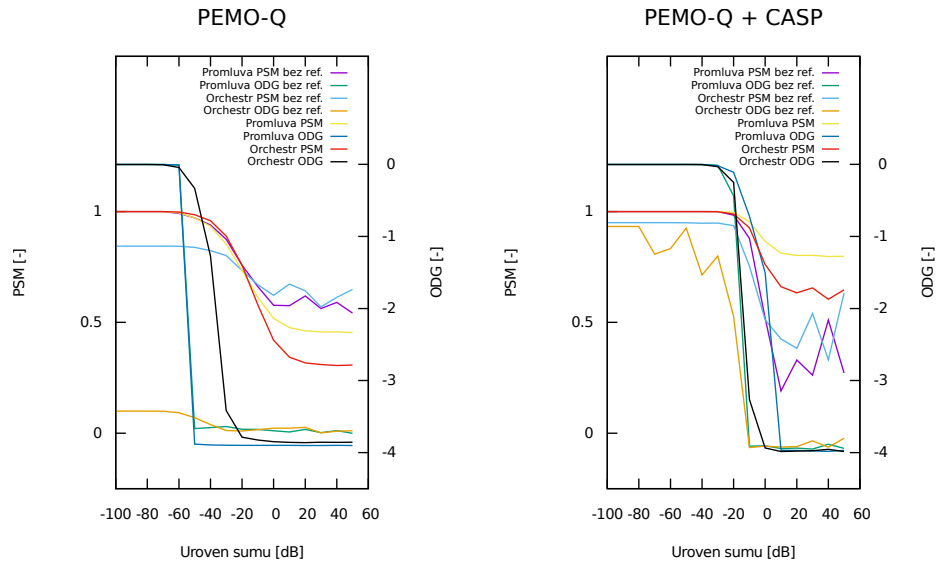 PEMO-Q
Promluva PSM bez ref.
Promluva ODG bez ref.
Orchestr PSM bez ref.
Orchestr ODG bez ref.
Promluva PSM
Promluva ODG
Orchestr PSM
Orchestr ODG
1
0.5
0
PSM [-]
0
-1
-2
-3
-4
ODG [-]
-100 -80 -60 -40 -20 0 20 40 60
Uroven sumu [dB]
PEMO-Q + CASP
Promluva PSM bez ref.
Promluva ODG bez ref.
Orchestr PSM bez ref.
Orchestr ODG bez ref.
Promluva PSM
Promluva ODG
Orchestr PSM
Orchestr ODG
1
0.5
0
PSM [-]
0
-1
-2
-3
-4
ODG [-]
-100 -80 -60 -40 -20 0 20 40 60
Uroven sumu [dB]